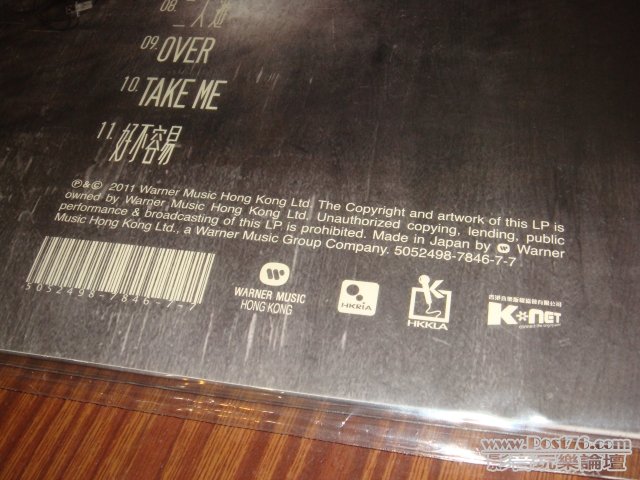 08. 二人遊
09. OVER
10. TAKE ME
11. 好不容易
℗&© 2011 Warner Music Hong Kong Ltd. The Copyright and artwork of this LP is
owned by Warner Music Hong Kong Ltd. Unauthorized copying, lending, public
performance & broadcasting of this LP is prohibited. Made in Japan by Warner
Music Hong Kong Ltd., a Warner Music Group Company. 5052498-7846-7-7
5052498-7846-7-7
WARNER MUSIC
HONG KONG
HKRIA
HKKLA
K NET
www.Post76.com
影音玩樂論壇